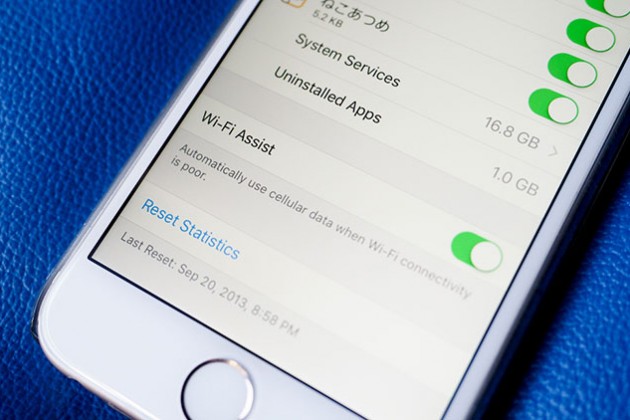 ねこあつめ
5.2 KB
System Services
16.8 GB
Uninstalled Apps
1.0 GB
Wi-Fi Assist
Automatically use cellular data when Wi-Fi connectivity
is poor.
Reset Statistics
Last Reset: Sep 20, 2013, 8:58 PM